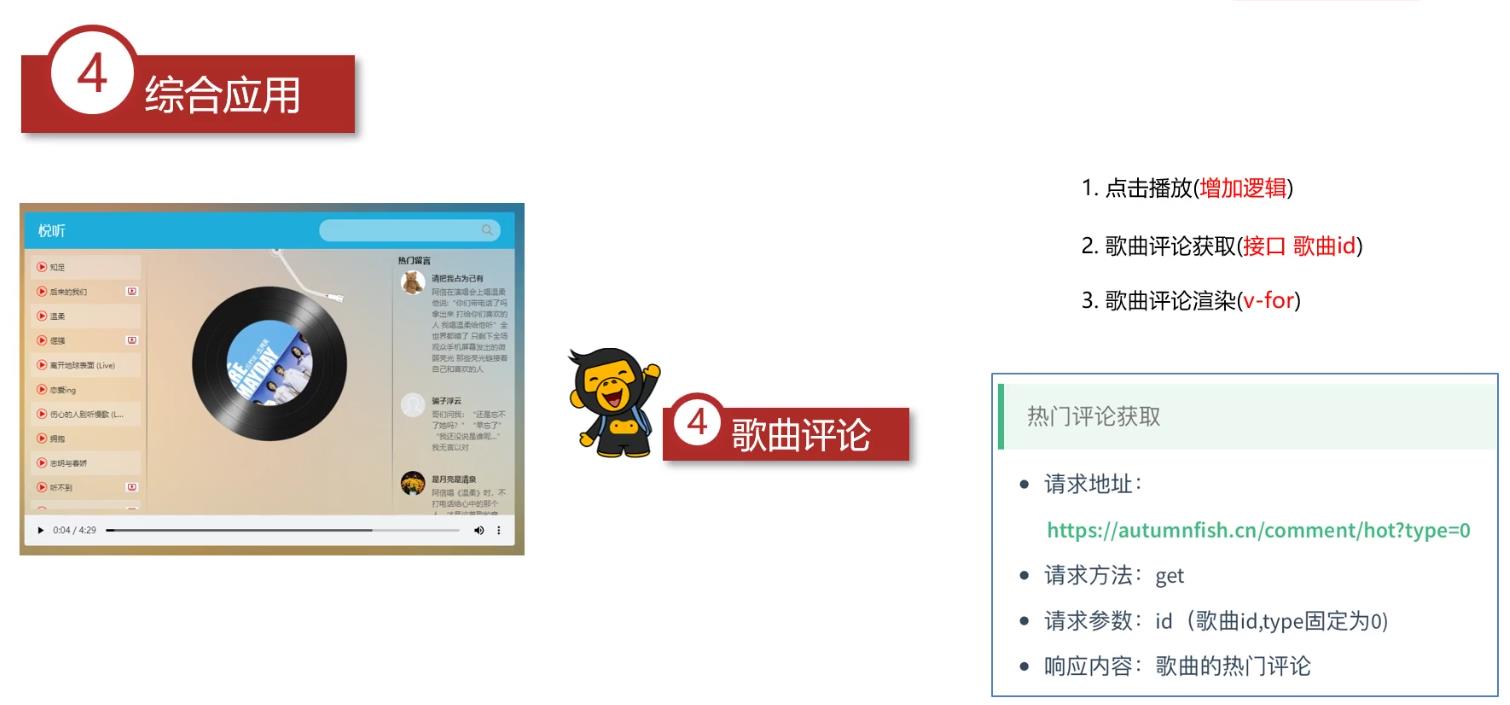 4
综合应用
悦听
知足
后来的我们
温柔
倔强
离开地球表面 (Live)
恋爱ing
伤心的人别听慢歌 (L...
拥抱
志明与春娇
听不到
ARE
MAYDAY
热门留言
请把我占为己有
阿信在演唱会上唱温柔
他说:“你们带电话了吗
拿出来 打给你们喜欢的
人 我唱温柔给他听” 全
世界都暗了 只剩下全场
观众手机屏幕发出的微
弱荧光 那些荧光链接着
自己和喜欢的人
骗子浮云
哥们问我: “还是忘不
了她吗? ” “早忘了”
“我还没说是谁呢...”
我无言以对
是月亮是清泉
阿信唱《温柔》时, 不
打电话给心中的那个
0:04 / 4:29
4
歌曲评论
1. 点击播放(增加逻辑)
2. 歌曲评论获取(接口 歌曲id)
3. 歌曲评论渲染(v-for)
热门评论获取
请求地址:
https://autumnfish.cn/comment/hot?type=0
请求方法:get
请求参数:id(歌曲id,type固定为0)
响应内容:歌曲的热门评论